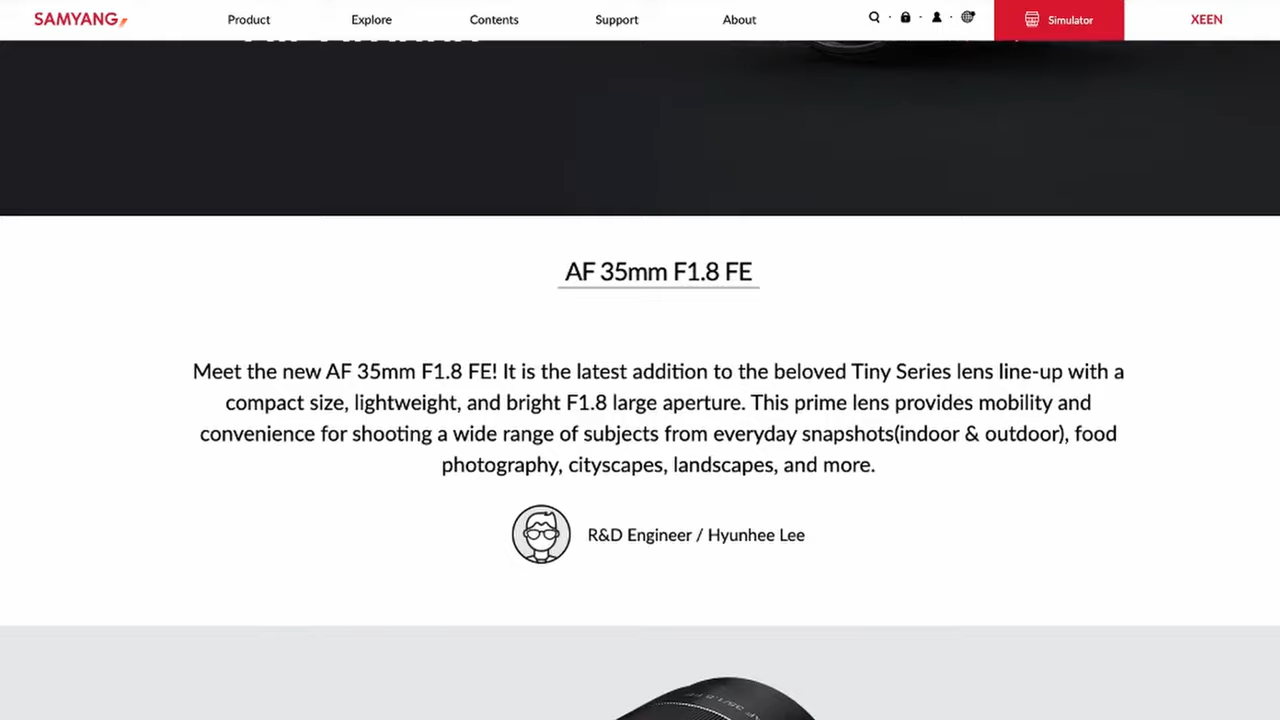 SAMYANG
Product
Explore
Contents
Support
About
Simulator
XEEN
AF 35mm F1.8 FE
Meet the new AF 35mm F1.8 FE! It is the latest addition to the beloved Tiny Series lens line-up with a
compact size, lightweight, and bright F1.8 large aperture. This prime lens provides mobility and
convenience for shooting a wide range of subjects from everyday snapshots(indoor & outdoor), food
photography, cityscapes, landscapes, and more.
R&D Engineer / Hyunhee Lee